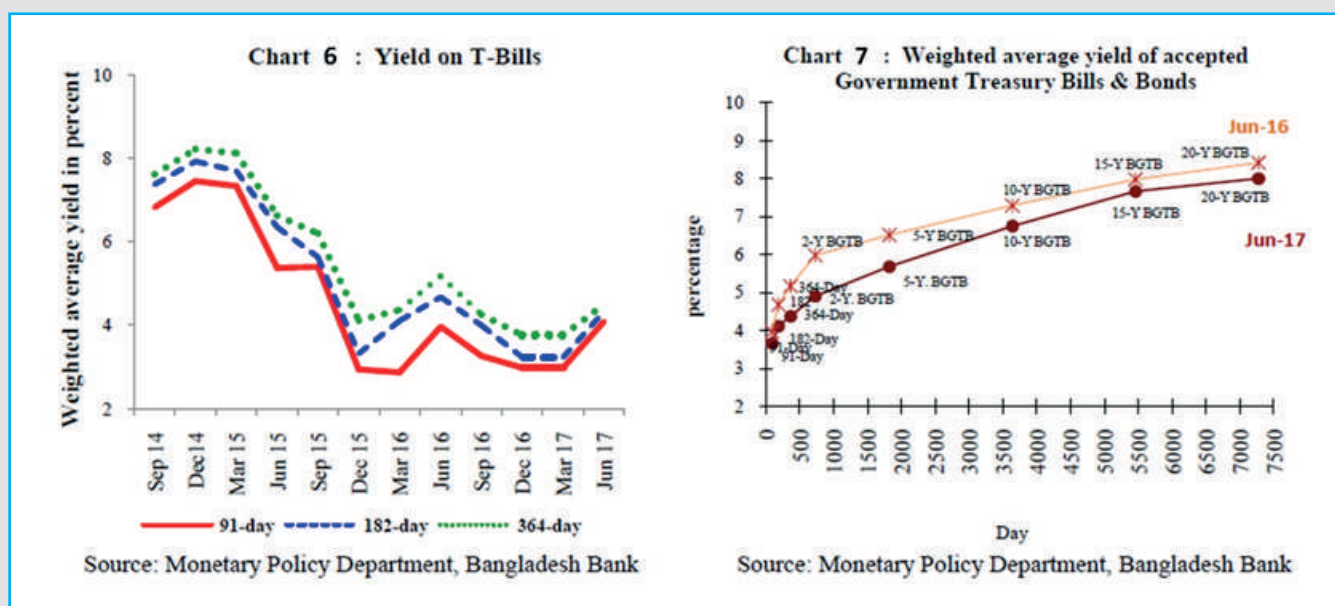 Chart 6 : Yield on T-Bills
Weighted average yield in percent
10
8
6
4
2
Sep 14
Dec 14
Mar 15
Jun 15
Sep 15
Dec 15
Mar 16
Jun 16
Sep 16
Dec 16
Mar 17
Jun 17
91-day 182-day 364-day
Source: Monetary Policy Department, Bangladesh Bank
Chart 7 : Weighted average yield of accepted
Government Treasury Bills & Bonds
percentage
10
9
8
7
6
5
4
3
2
Jun-16
20-Y BGTB
15-Y BGTB
10-Y BGTB
5-Y BGTB
2-Y BGTB
364-Day
182
91-Day
Jun-17
20-Y BGTB
15-Y BGTB
10-Y BGTB
5-Y. BGTB
2-Y. BGTB
364-Day
182-Day
91-Day
0
500
1000
1500
2000
2500
3000
3500
4000
4500
5000
5500
6000
6500
7000
7500
Day
Source: Monetary Policy Department, Bangladesh Bank